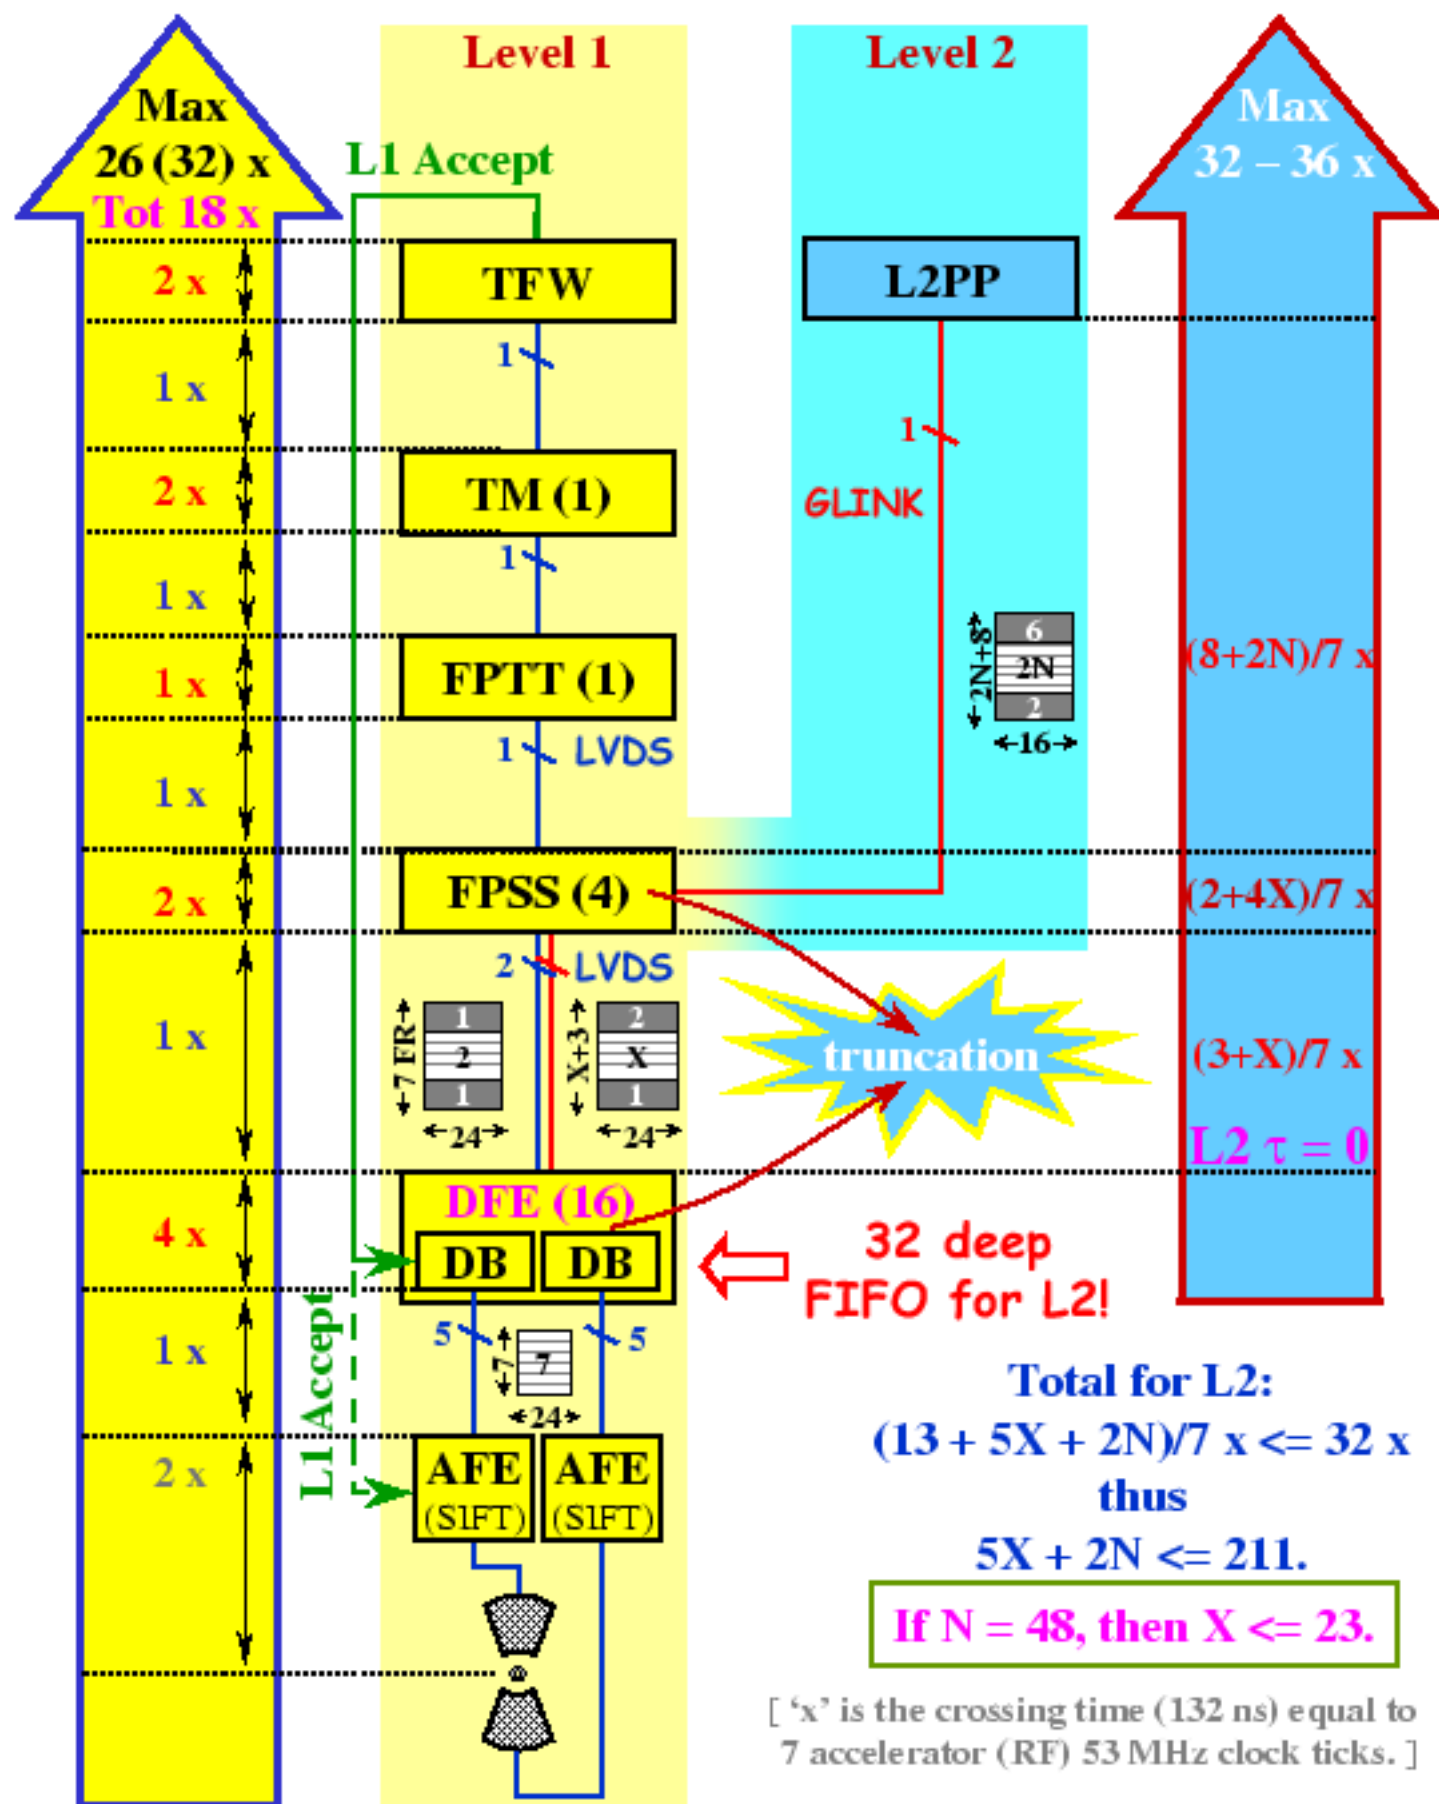 Level 1
Level 2
Max
26 (32) x
Tot 18 x
Max
32 – 36 x
L1 Accept
2 x
TFW
L2PP
1 x
1
1
GLINK
2 x
TM (1)
1 x
1
1 x
FPTT (1)
2N+8
6
2N
2
16
(8+2N)/7 x
1 x
1
LVDS
2 x
FPSS (4)
(2+4X)/7 x
1 x
2
LVDS
7 FR
1
2
1
24
X+3
2
X
1
24
truncation
(3+X)/7 x
L2 τ = 0
4 x
DFE (16)
DB
DB
32 deep
FIFO for L2!
1 x
L1 Accept
5
7
7
24
5
2 x
AFE
(SIFT)
AFE
(SIFT)
Total for L2:
(13 + 5X + 2N)/7 x <= 32 x
thus
5X + 2N <= 211.
If N = 48, then X <= 23.
[ ‘x’ is the crossing time (132 ns) equal to
7 accelerator (RF) 53 MHz clock ticks. ]